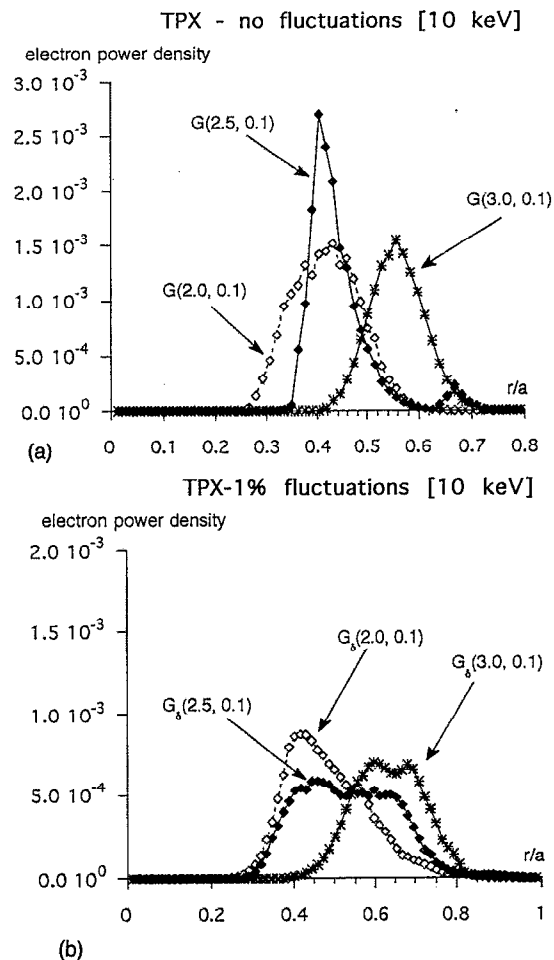 TPX - no fluctuations [10 keV]
electron power density
3.0 10⁻³
2.5 10⁻³
2.0 10⁻³
1.5 10⁻³
1.0 10⁻³
5.0 10⁻⁴
0.0 10⁰
G(2.5, 0.1)
G(3.0, 0.1)
G(2.0, 0.1)
r/a
0 0.1 0.2 0.3 0.4 0.5 0.6 0.7 0.8
(a)
TPX-1% fluctuations [10 keV]
electron power density
2.0 10⁻³
1.5 10⁻³
1.0 10⁻³
5.0 10⁻⁴
0.0 10⁰
G_δ(2.0, 0.1)
G_δ(3.0, 0.1)
G_δ(2.5, 0.1)
r/a
0 0.2 0.4 0.6 0.8 1
(b)